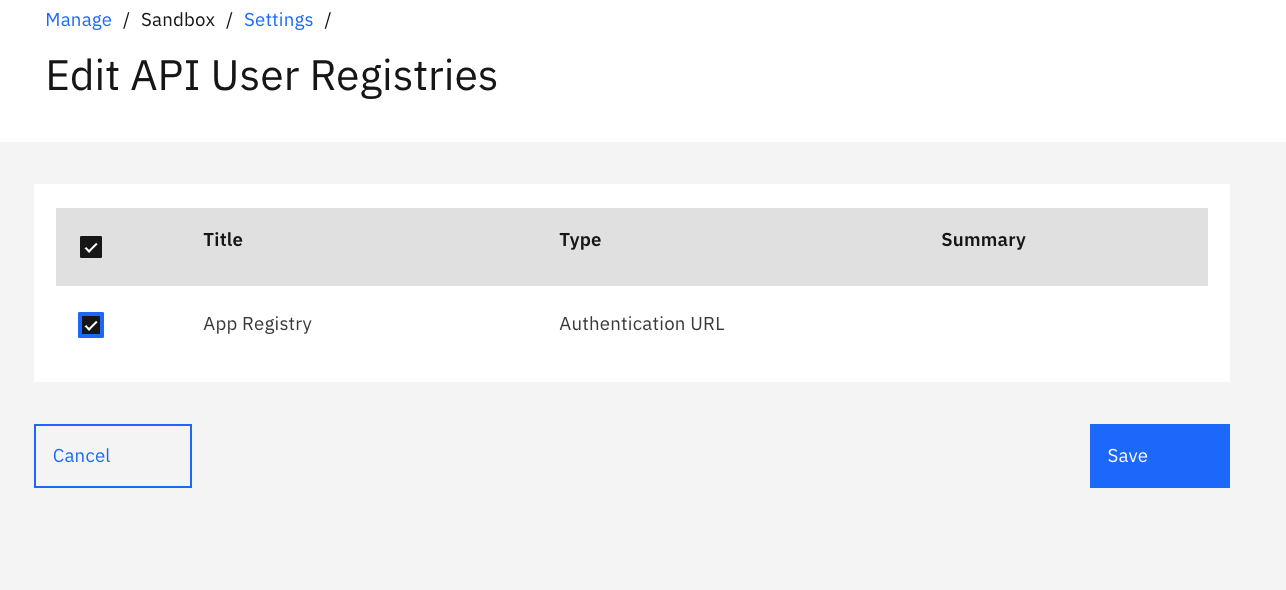 Manage / Sandbox / Settings /
Edit API User Registries
Title Type Summary
App Registry Authentication URL
Cancel Save